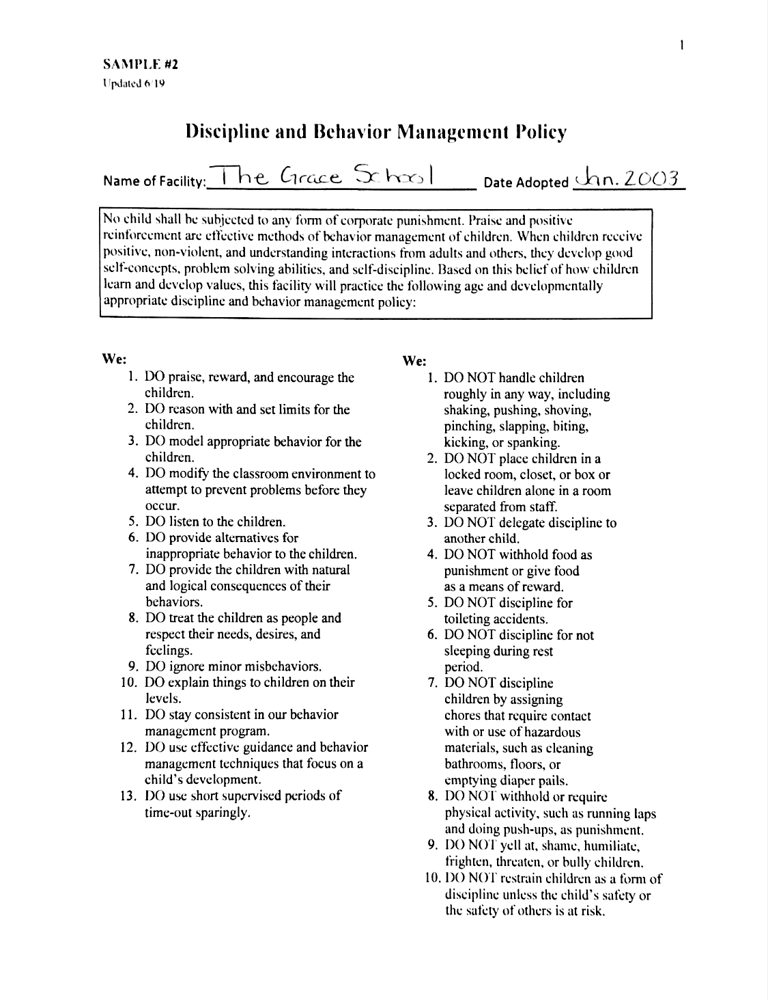 1
SAMPLE #2
Updated 6/19
Discipline and Behavior Management Policy
Name of Facility: The Grace School Date Adopted Jan. 2003
No child shall be subjected to any form of corporate punishment. Praise and positive
reinforcement are effective methods of behavior management of children. When children receive
positive, non-violent, and understanding interactions from adults and others, they develop good
self-concepts, problem solving abilities, and self-discipline. Based on this belief of how children
learn and develop values, this facility will practice the following age and developmentally
appropriate discipline and behavior management policy:
We:
1. DO praise, reward, and encourage the
children.
2. DO reason with and set limits for the
children.
3. DO model appropriate behavior for the
children.
4. DO modify the classroom environment to
attempt to prevent problems before they
occur.
5. DO listen to the children.
6. DO provide alternatives for
inappropriate behavior to the children.
7. DO provide the children with natural
and logical consequences of their
behaviors.
8. DO treat the children as people and
respect their needs, desires, and
feelings.
9. DO ignore minor misbehaviors.
10. DO explain things to children on their
levels.
11. DO stay consistent in our behavior
management program.
12. DO use effective guidance and behavior
management techniques that focus on a
child's development.
13. DO use short supervised periods of
time-out sparingly.
We:
1. DO NOT handle children
roughly in any way, including
shaking, pushing, shoving,
pinching, slapping, biting,
kicking, or spanking.
2. DO NOT place children in a
locked room, closet, or box or
leave children alone in a room
separated from staff.
3. DO NOT delegate discipline to
another child.
4. DO NOT withhold food as
punishment or give food
as a means of reward.
5. DO NOT discipline for
toileting accidents.
6. DO NOT discipline for not
sleeping during rest
period.
7. DO NOT discipline
children by assigning
chores that require contact
with or use of hazardous
materials, such as cleaning
bathrooms, floors, or
emptying diaper pails.
8. DO NOT withhold or require
physical activity, such as running laps
and doing push-ups, as punishment.
9. DO NOT yell at, shame, humiliate,
frighten, threaten, or bully children.
10. DO NOT restrain children as a form of
discipline unless the child's safety or
the safety of others is at risk.